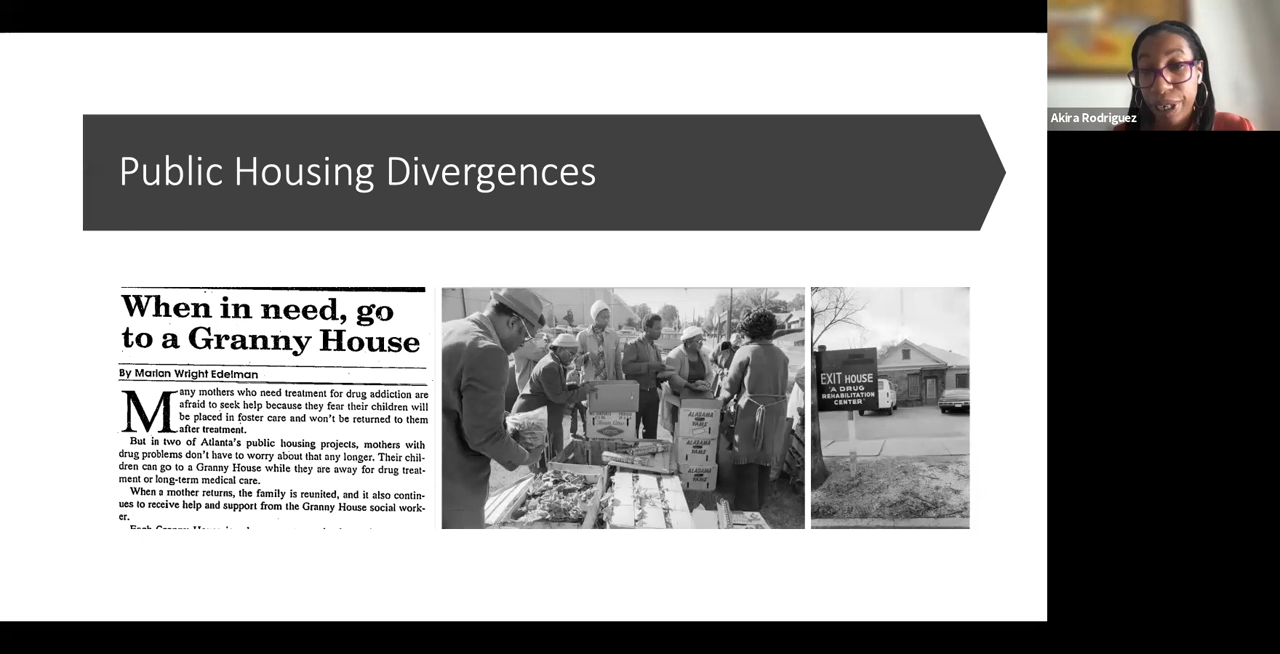 Akira Rodriguez
Public Housing Divergences
When in need, go
to a Granny House
By Marian Wright Edelman
Many mothers who need treatment for drug addiction are
afraid to seek help because they fear their children will
be placed in foster care and won't be returned to them
after treatment.
But in two of Atlanta's public housing projects, mothers with
drug problems don't have to worry about that any longer. Their chil-
dren can go to a Granny House while they are away for drug treat-
ment or long-term medical care.
When a mother returns, the family is reunited, and it also contin-
ues to receive help and support from the Granny House social work-
er.
ALABAMA
YAMS
ALABAMA
YAMS
ALABAMA
YAMS
EXIT HOUSE
"A DRUG
REHABILITATION
CENTER"